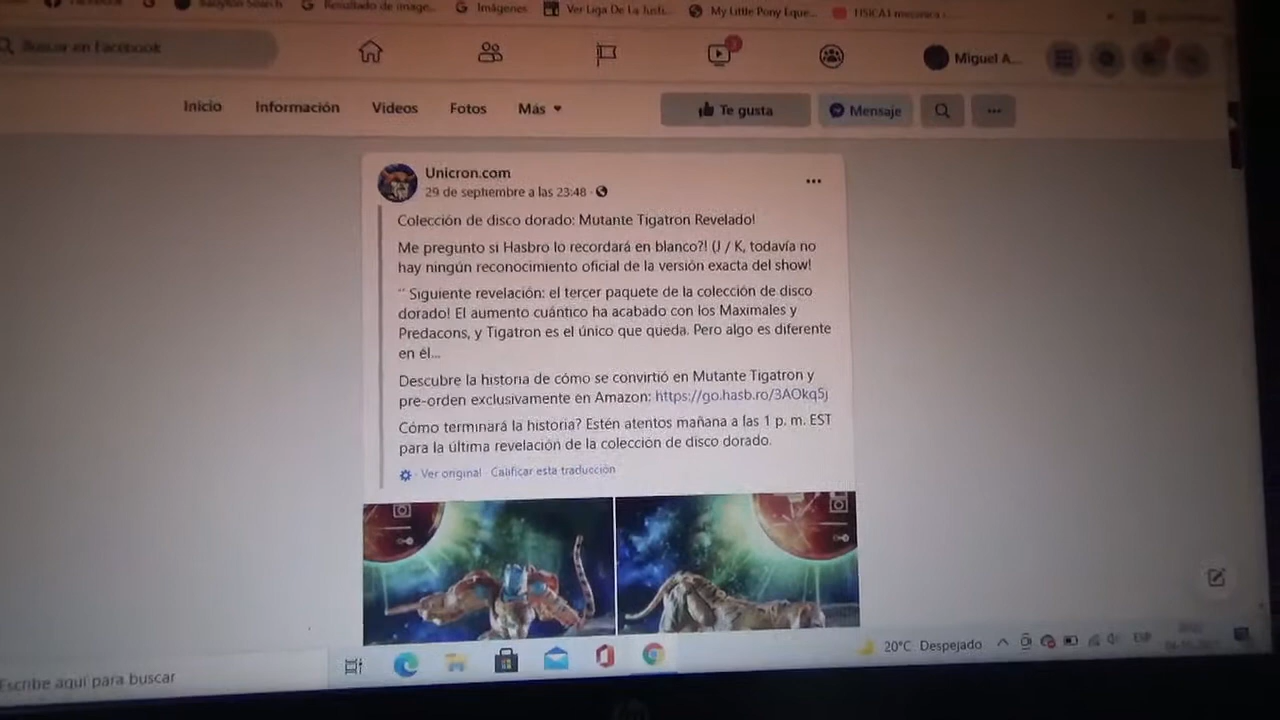 Resultado de image...
Imágenes
Ver Liga De La Justi...
My Little Pony Eque...
Buscar en Facebook
Miguel A...
Inicio
Información
Videos
Fotos
Más
Te gusta
Mensaje
Unicron.com
29 de septiembre a las 23:48
Colección de disco dorado: Mutante Tigatron Revelado!
Me pregunto si Hasbro lo recordará en blanco?! (J / K, todavía no
hay ningún reconocimiento oficial de la versión exacta del show!
" Siguiente revelación: el tercer paquete de la colección de disco
dorado! El aumento cuántico ha acabado con los Maximales y
Predacons, y Tigatron es el único que queda. Pero algo es diferente
en él...
Descubre la historia de cómo se convirtió en Mutante Tigatron y
pre-orden exclusivamente en Amazon: https://go.hasb.ro/3AOkq5j
Cómo terminará la historia? Estén atentos mañana a las 1 p. m. EST
para la última revelación de la colección de disco dorado.
Ver original · Calificar esta traducción
20°C Despejado
ESP
Escribe aquí para buscar